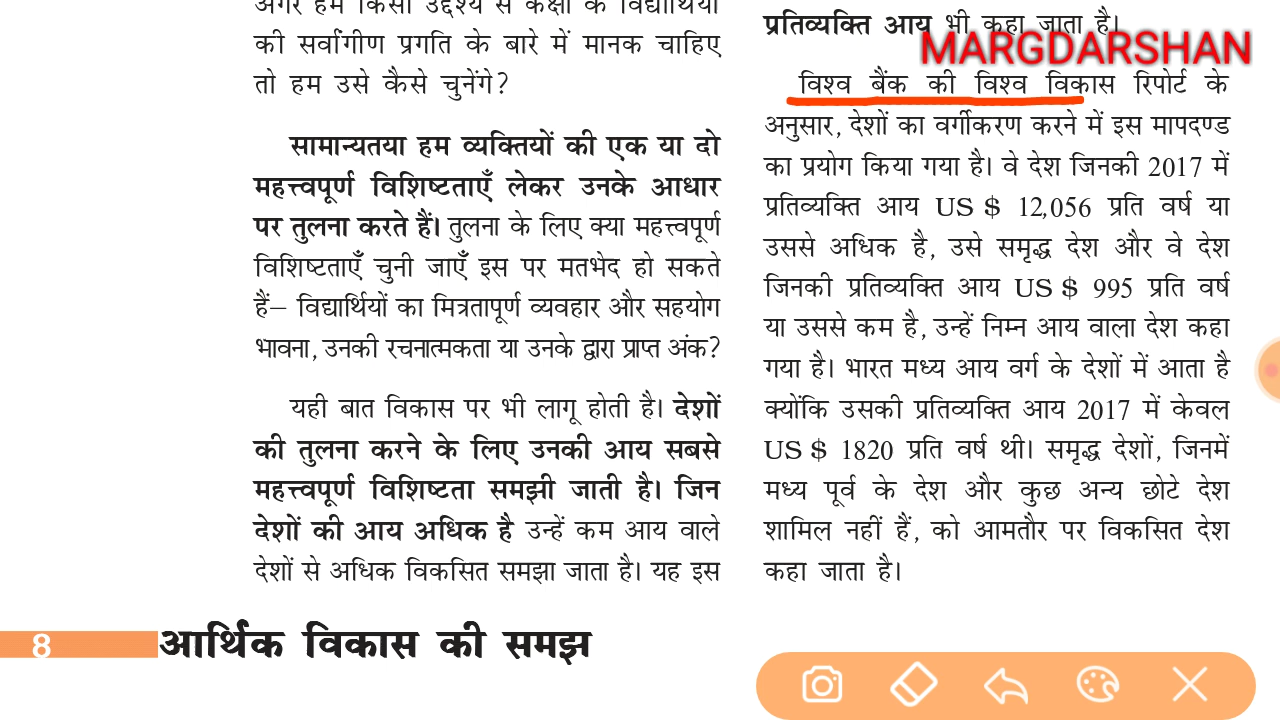 अगर हम किसी उद्देश्य से कक्षा के विद्यार्थियों
की सर्वांगीण प्रगति के बारे में मानक चाहिए
तो हम उसे कैसे चुनेंगे?
सामान्यतया हम व्यक्तियों की एक या दो
महत्त्वपूर्ण विशिष्टताएँ लेकर उनके आधार
पर तुलना करते हैं। तुलना के लिए क्या महत्त्वपूर्ण
विशिष्टताएँ चुनी जाएँ इस पर मतभेद हो सकते
हैं– विद्यार्थियों का मित्रतापूर्ण व्यवहार और सहयोग
भावना, उनकी रचनात्मकता या उनके द्वारा प्राप्त अंक?
यही बात विकास पर भी लागू होती है। देशों
की तुलना करने के लिए उनकी आय सबसे
महत्त्वपूर्ण विशिष्टता समझी जाती है। जिन
देशों की आय अधिक है उन्हें कम आय वाले
देशों से अधिक विकसित समझा जाता है। यह इस
प्रतिव्यक्ति आय भी कहा जाता है।
MARGDARSHAN
विश्व बैंक की विश्व विकास रिपोर्ट के
अनुसार, देशों का वर्गीकरण करने में इस मापदण्ड
का प्रयोग किया गया है। वे देश जिनकी 2017 में
प्रतिव्यक्ति आय US $ 12,056 प्रति वर्ष या
उससे अधिक है, उसे समृद्ध देश और वे देश
जिनकी प्रतिव्यक्ति आय US $ 995 प्रति वर्ष
या उससे कम है, उन्हें निम्न आय वाला देश कहा
गया है। भारत मध्य आय वर्ग के देशों में आता है
क्योंकि उसकी प्रतिव्यक्ति आय 2017 में केवल
US $ 1820 प्रति वर्ष थी। समृद्ध देशों, जिनमें
मध्य पूर्व के देश और कुछ अन्य छोटे देश
शामिल नहीं हैं, को आमतौर पर विकसित देश
कहा जाता है।
8 आर्थिक विकास की समझ